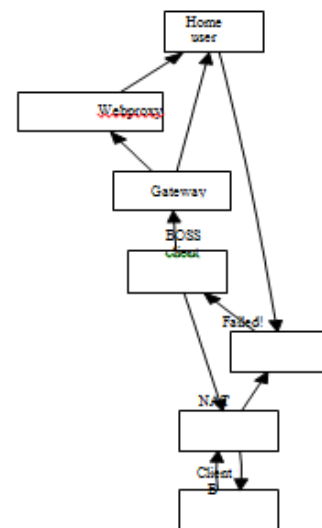 Home
user
Webproxy
Gateway
BOSS
Client
Failed!
NAT
Client
B